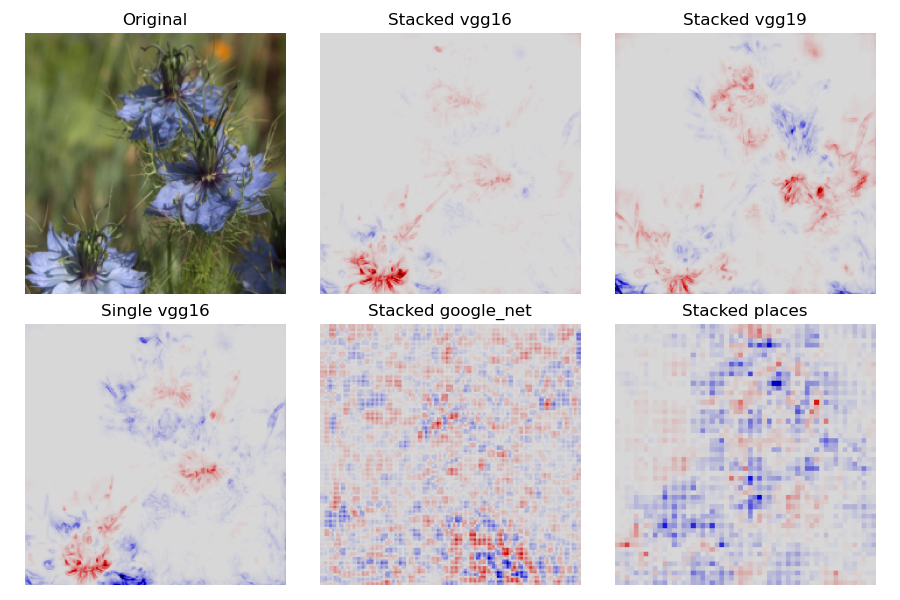 Original
Stacked vgg16
Stacked vgg19
Single vgg16
Stacked google_net
Stacked places